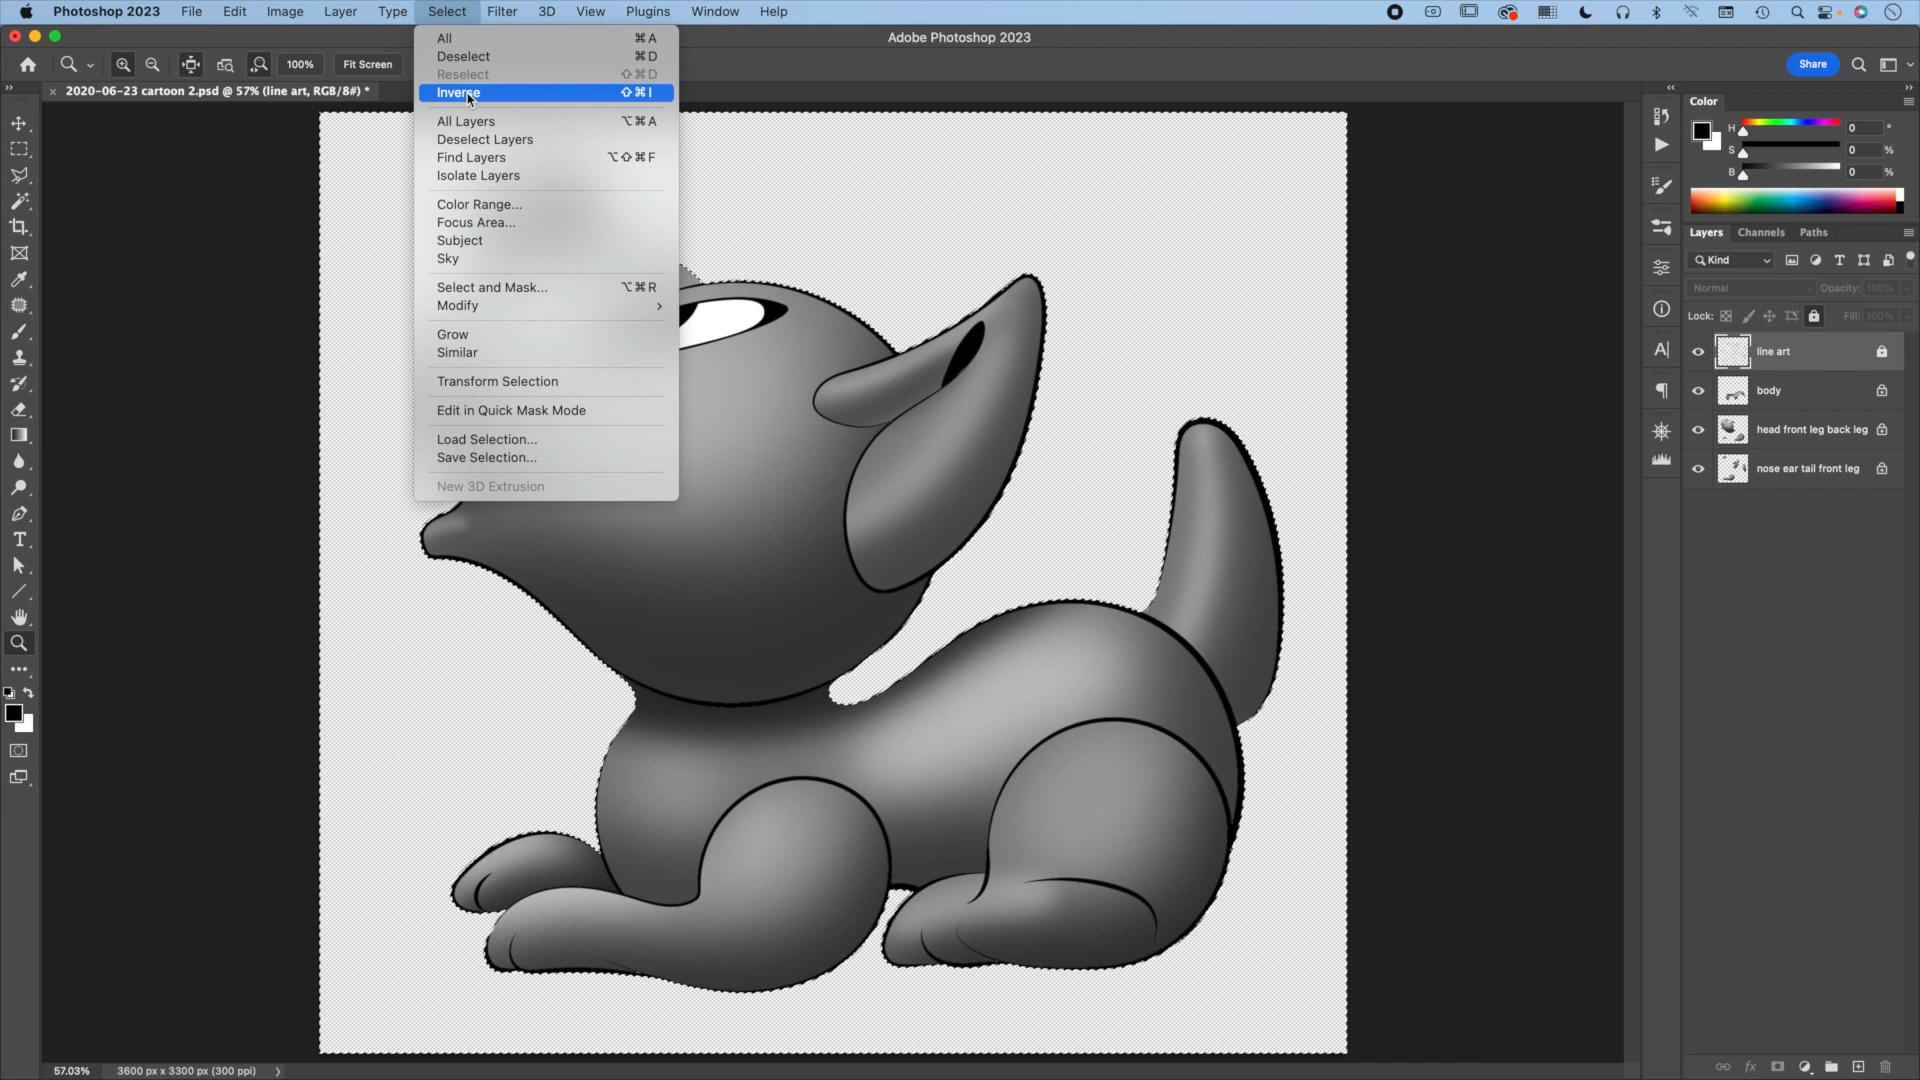 Photoshop 2023 File Edit Image Layer Type Select Filter 3D View Plugins Window Help
Adobe Photoshop 2023
100% Fit Screen Share
2020-06-23 cartoon 2.psd @ 57% (line art, RGB/8#) *
All ⌘A
Deselect ⌘D
Reselect ⇧⌘D
Inverse ⇧⌘I
All Layers ⌥⌘A
Deselect Layers
Find Layers ⌥⇧⌘F
Isolate Layers
Color Range...
Focus Area...
Subject
Sky
Select and Mask... ⌥⌘R
Modify >
Grow
Similar
Transform Selection
Edit in Quick Mask Mode
Load Selection...
Save Selection...
New 3D Extrusion
Color
H 0 °
S 0 %
B 0 %
Layers Channels Paths
Kind
Normal Opacity: 100%
Lock: Fill: 100%
line art
body
head front leg back leg
nose ear tail front leg
57.03% 3600 px x 3300 px (300 ppi) >